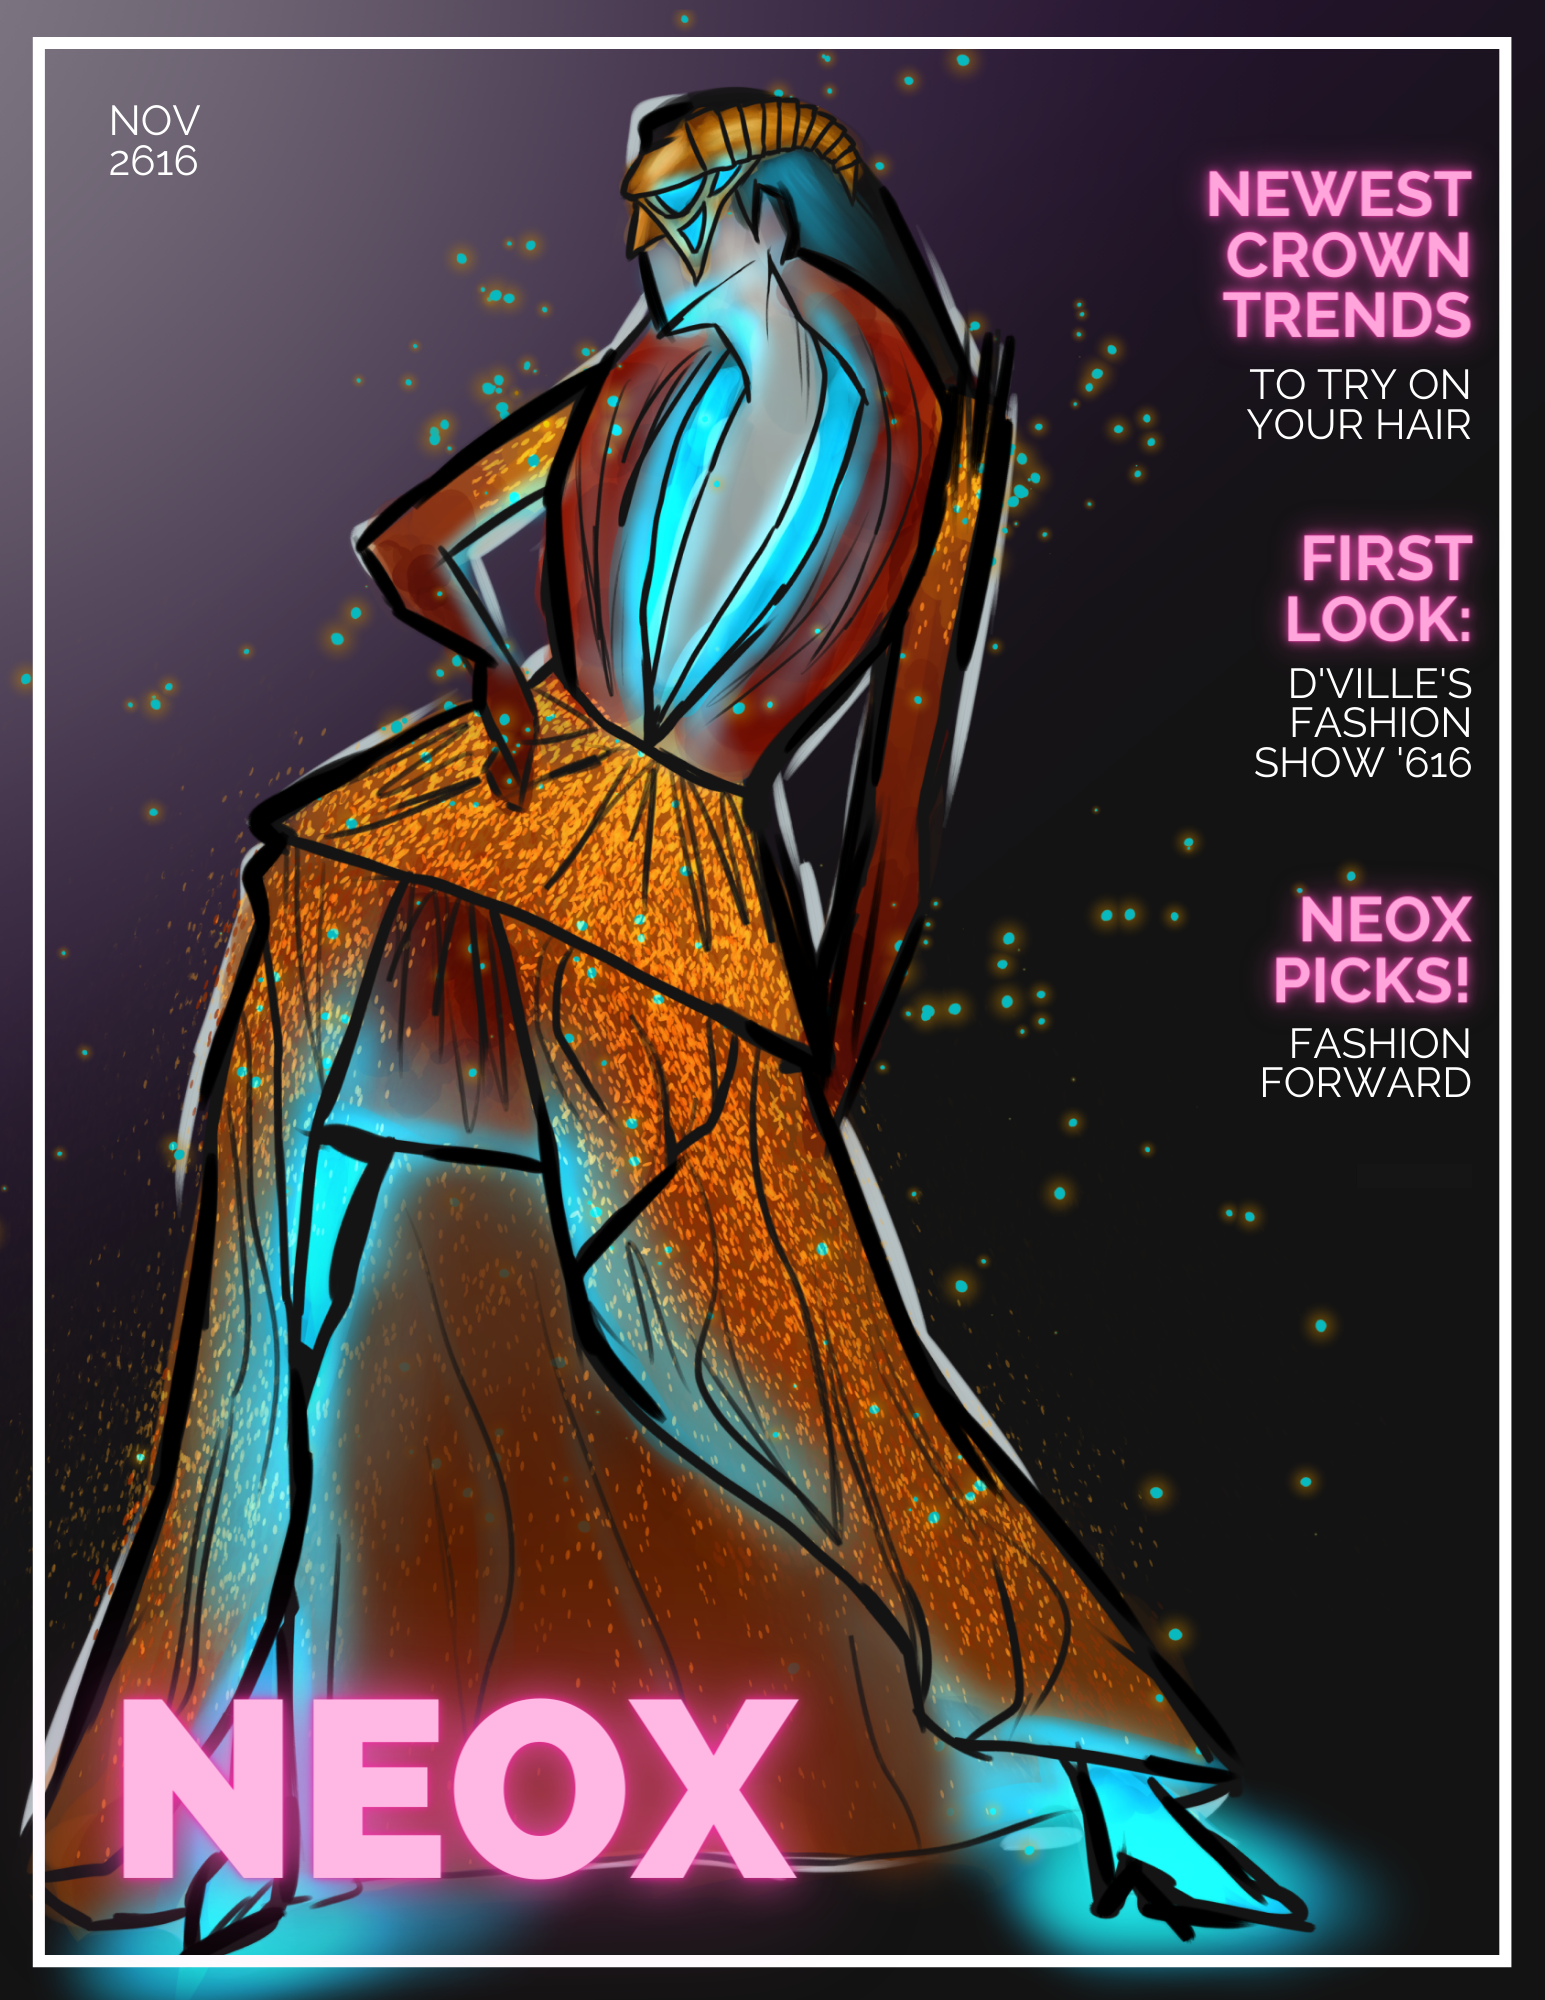 NOV
2616
NEWEST
CROWN
TRENDS
TO TRY ON
YOUR HAIR
FIRST
LOOK:
D'VILLE'S
FASHION
SHOW '616
NEOX
PICKS!
FASHION
FORWARD
NEOX